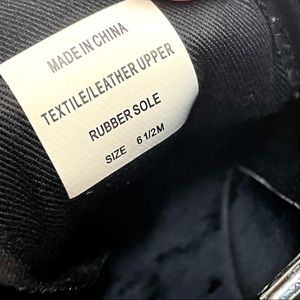 MADE IN CHINA
TEXTILE/LEATHER UPPER
RUBBER SOLE
SIZE 6 1/2M